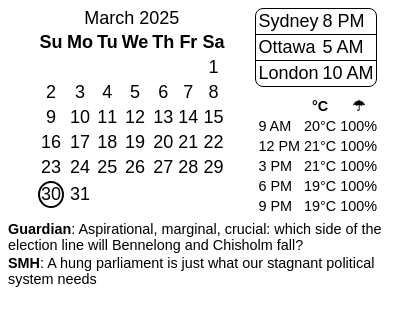 March 2025
Su Mo Tu We Th Fr Sa
1
2 3 4 5 6 7 8
9 10 11 12 13 14 15
16 17 18 19 20 21 22
23 24 25 26 27 28 29
30 31
Sydney 8 PM
Ottawa 5 AM
London 10 AM
°C ☂
9 AM 20°C 100%
12 PM 21°C 100%
3 PM 21°C 100%
6 PM 19°C 100%
9 PM 19°C 100%
Guardian: Aspirational, marginal, crucial: which side of the
election line will Bennelong and Chisholm fall?
SMH: A hung parliament is just what our stagnant political
system needs